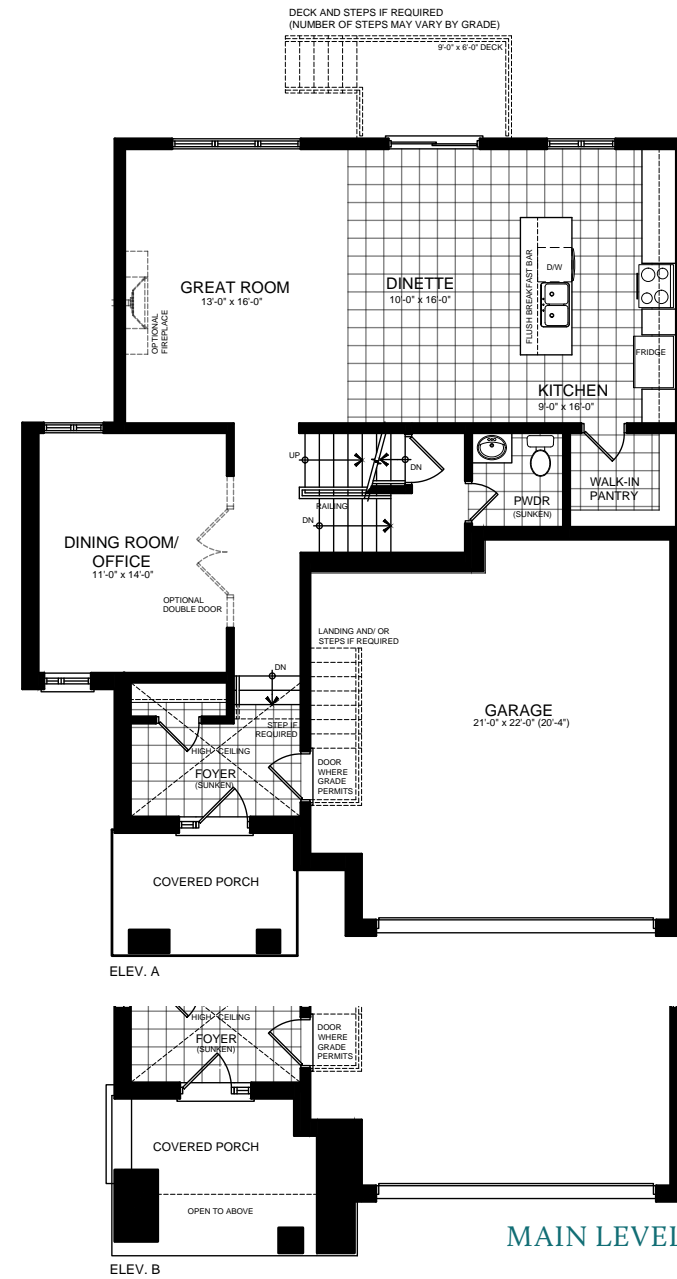 DECK AND STEPS IF REQUIRED
(NUMBER OF STEPS MAY VARY BY GRADE)
9'-0" x 6'-0" DECK
GREAT ROOM
13'-0" x 16'-0"
OPTIONAL
FIREPLACE
DINETTE
10'-0" x 16'-0"
FLUSH BREAKFAST BAR
D/W
FRIDGE
KITCHEN
9'-0" x 16'-0"
UP
DN
RAILING
DN
PWDR
(SUNKEN)
WALK-IN
PANTRY
DINING ROOM/
OFFICE
11'-0" x 14'-0"
OPTIONAL
DOUBLE DOOR
LANDING AND/ OR
STEPS IF REQUIRED
DN
STEP IF
REQUIRED
HIGH CEILING
FOYER
(SUNKEN)
DOOR
WHERE
GRADE
PERMITS
GARAGE
21'-0" x 22'-0" (20'-4")
COVERED PORCH
ELEV. A
HIGH CEILING
FOYER
(SUNKEN)
DOOR
WHERE
GRADE
PERMITS
COVERED PORCH
OPEN TO ABOVE
ELEV. B
MAIN LEVEL